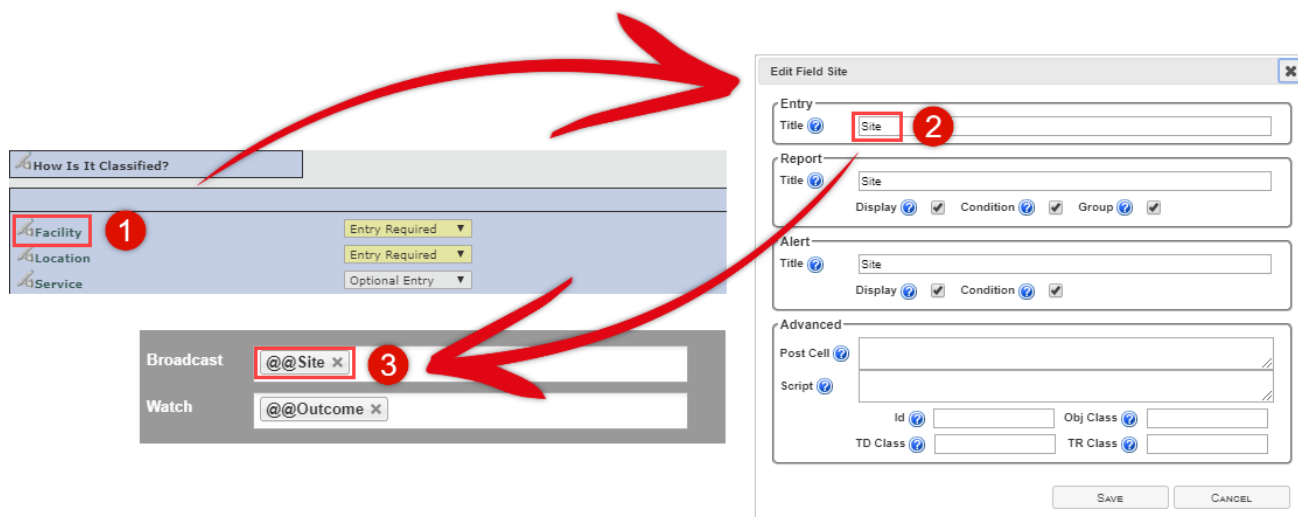 How Is It Classified?
Facility 1
Entry Required ▼
Location
Entry Required ▼
Service
Optional Entry ▼
Broadcast
@@Site × 3
Watch
@@Outcome ×
Edit Field Site
Entry
Title ? Site 2
Report
Title ? Site
Display ? Condition ? Group ?
Alert
Title ? Site
Display ? Condition ?
Advanced
Post Cell ?
Script ?
Id ? Obj Class ?
TD Class ? TR Class ?
SAVE CANCEL